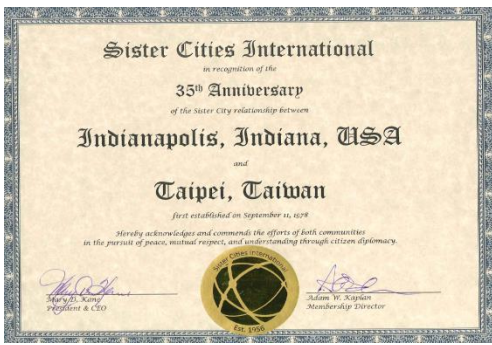 Sister Cities International
in recognition of the
35th Anniversary
of the Sister City relationship between
Indianapolis, Indiana, USA
and
Taipei, Taiwan
first established on September 11, 1978
Hereby acknowledges and commends the efforts of both communities
in the pursuit of peace, mutual respect, and understanding through citizen diplomacy.
Sister Cities International
Est. 1956
Mary D. Kane
President & CEO
Adam W. Kaplan
Membership Director